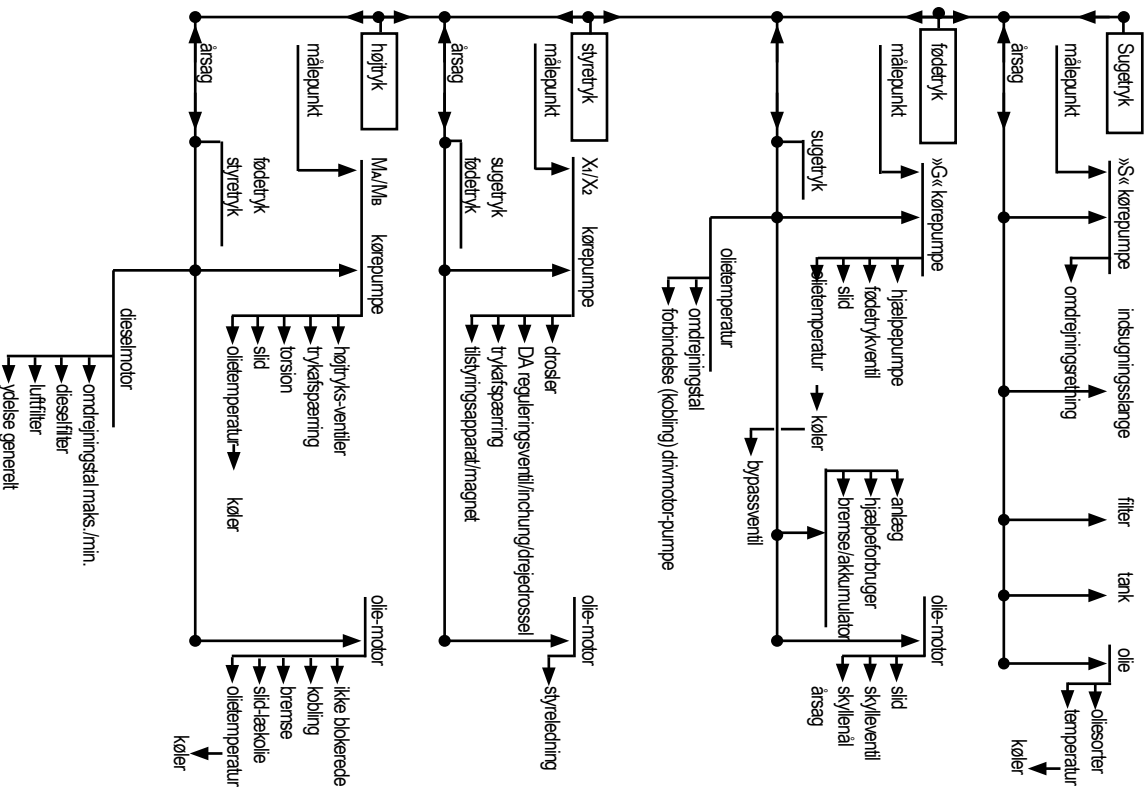 Sugetryk
målepunkt
årsag
»S« kørepumpe
omdrejningsrething
indsugningsslange
filter
tank
olie
oliesorter
temperatur
køler
fødetryk
målepunkt
årsag
»G« kørepumpe
hjælpepumpe
fødetrykventil
slid
olietemperatur
køler
bypassventil
sugetryk
olietemperatur
omdrejningstal
forbindelse (kobling) drivmotor-pumpe
anlæg
hjælpeforbruger
bremse/akkumulator
olie-motor
slid
skylleventil
skyllenål
styretryk
målepunkt
årsag
X1/X2 kørepumpe
sugetryk
fødetryk
drosler
DA reguleringsventil/inchung/drejedrossel
trykafspærring
tilstyringsapparat/magnet
olie-motor
styreledning
højtryk
målepunkt
årsag
MA/MB kørepumpe
fødetryk
styretryk
højtryks-ventiler
trykafspærring
torsion
slid
olietemperatur
køler
dieselmotor
omdrejningstal maks./min.
dieselfilter
luftfilter
ydelse generelt
olie-motor
ikke blokerede
kobling
bremse
slid-lækolie
olietemperatur
køler